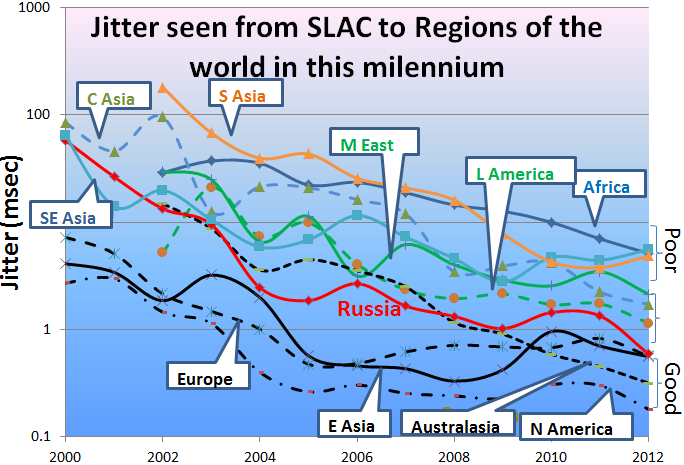 Jitter seen from SLAC to Regions of the
world in this milennium
Jitter (msec)
1000
100
1
0.1
C Asia
S Asia
M East
L America
Africa
SE Asia
Russia
Europe
E Asia
Australasia
N America
Poor
Good
2000
2002
2004
2006
2008
2010
2012